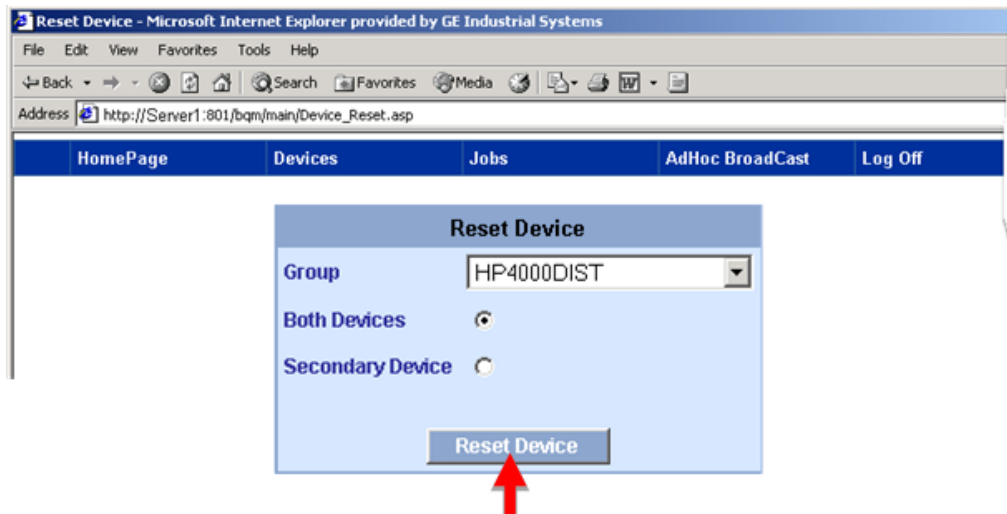 Reset Device - Microsoft Internet Explorer provided by GE Industrial Systems
File Edit View Favorites Tools Help
Back Search Favorites Media
Address http://Server1:801/bqm/main/Device_Reset.asp
HomePage Devices Jobs AdHoc BroadCast Log Off
Reset Device
Group HP4000DIST
Both Devices
Secondary Device
Reset Device